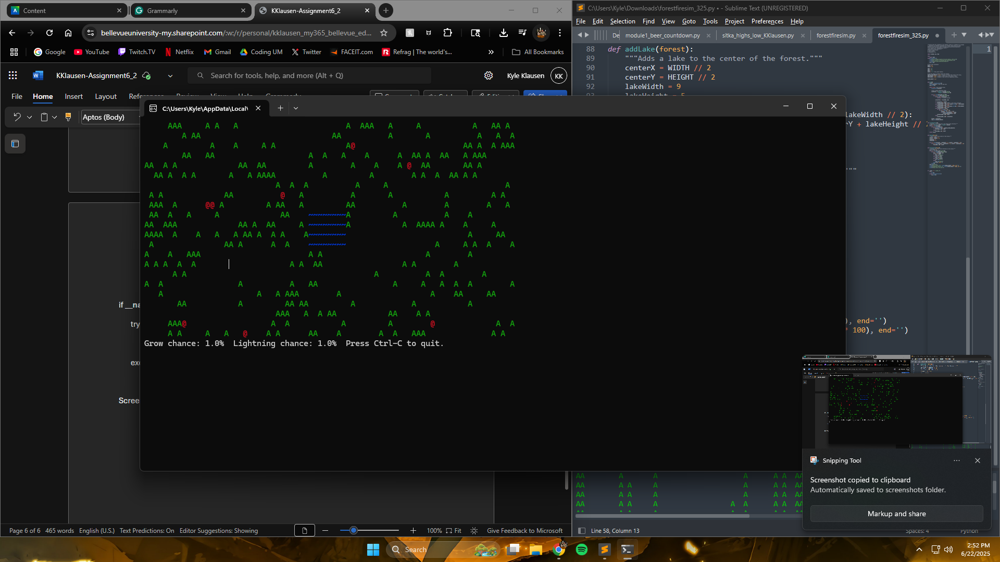 Content
Grammarly
KKlausen-Assignment6_2
C:\Users\Kyle\Downloads\forestfiresim_325.py • - Sublime Text (UNREGISTERED)
File Edit Selection Find View Goto Tools Project Preferences Help
bellevueuniversity-my.sharepoint.com/:w:/r/personal/kklausen_my365_bellevue_ed...
De module1_beer_countdown.py sitka_highs_low_KKlausen.py forestfiresim.py forestfiresim_325.py
Google YouTube Twitch.TV Netflix Gmail Coding UM Twitter FACEIT.com Refrag | The world's... » All Bookmarks
KKlausen-Assignment6_2
Search for tools, help, and more (Alt + Q)
Kyle Klausen KK
File Home Insert Layout
Aptos (Body)
88 def addLake(forest):
89 """Adds a lake to the center of the forest."""
90 centerX = WIDTH // 2
91 centerY = HEIGHT // 2
92 lakeWidth = 9
1
lakeWidth // 2):
Y + lakeHeight //
"""
), end='')
* 100), end='')
C:\Users\Kyle\AppData\Local\
AAA A A A A AAA A A A AA A
A AA AA A A A A A
A A A A A A@ AA A A AAA
AA AA A A A A A AA A AA A AAA
AA A A AA AA A A A A @ AA AA A
AA A A A A A AAAA A A A A A AA A A
A A A A A A
A A AA @ A A A A A A
AAA A @@ A A AA A AA A A A A
AA A A A AA ~~~~~~~~A A A A
AA AAA AA A AA A ~~~~~~~~A A AAAA A A A
AAAA A A A A AA A A A A~~~~~~~~ A AA
A AA A A A ~~~~~~~~ A A A A A
A A AAA A A A A
A A A A A A A AA A A A
A A A A A A
A A A A AA A A A A A A
A A A AAA A A AA AA
AA A AA AA A A A
AAA A A AA AA A A
AAA@ A A A A @ A A
A A A A @ A A AA A A A AAA A A
Grow chance: 1.0% Lightning chance: 1.0% Press Ctrl-C to quit.
if __na
try
exc
Scree
Snipping Tool
Screenshot copied to clipboard
Automatically saved to screenshots folder.
Markup and share
Page 6 of 6 465 words English (U.S.) Text Predictions: On Editor Suggestions: Showing 100% Fit Give Feedback to Microsoft
Line 58, Column 13 Spaces: 4 Python
Search
2:52 PM
6/22/2025